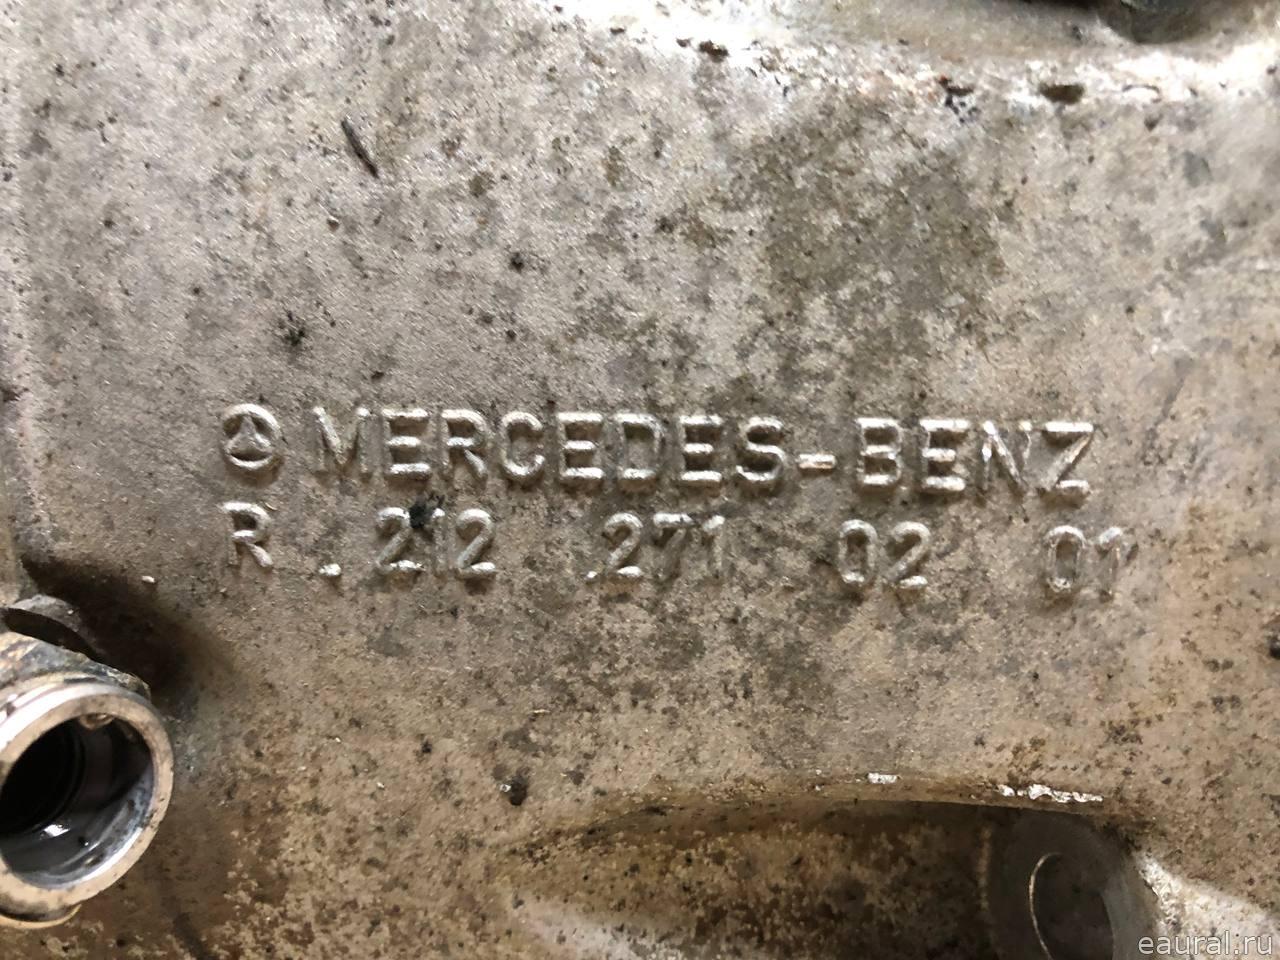 MERCEDES-BENZ
R . 212 .271 02 01
eaural.ru